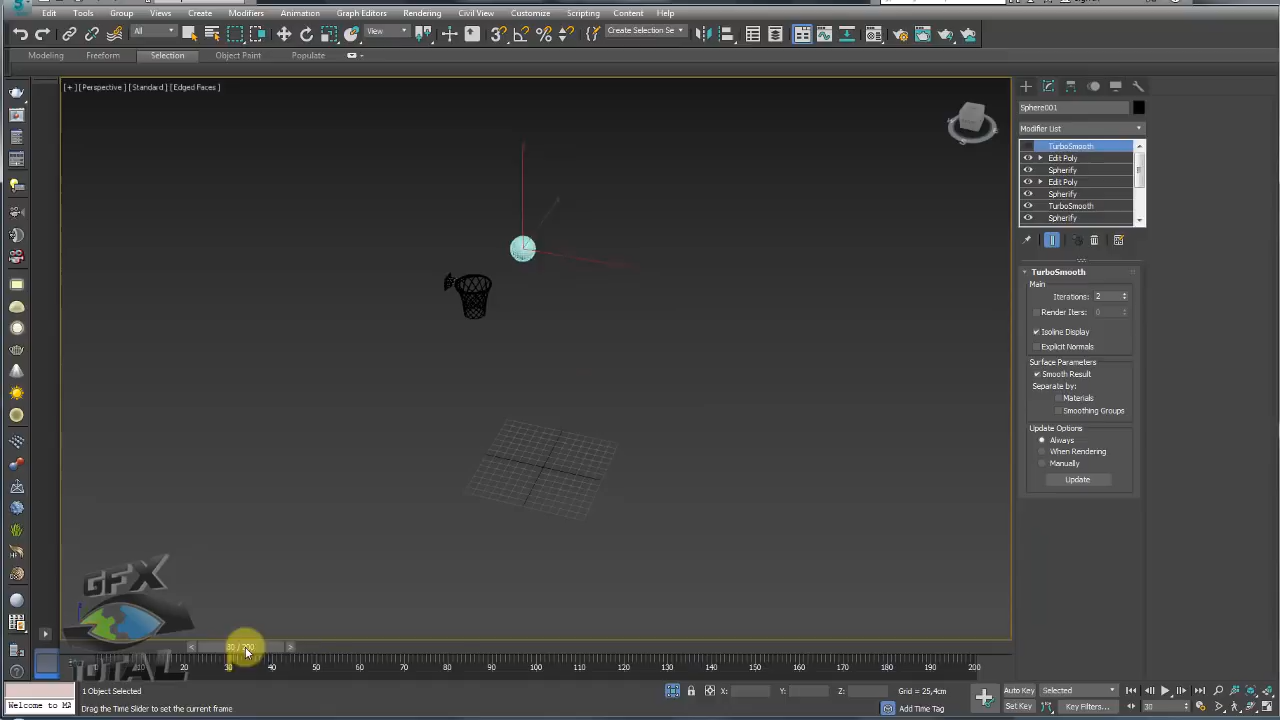 Edit Tools Group Views Create Modifiers Animation Graph Editors Rendering Civil View Customize Scripting Content Help
All View Create Selection Se
Modeling Freeform Selection Object Paint Populate
[+] [Perspective] [Standard] [Edged Faces]
Sphere001
Modifier List
TurboSmooth
Edit Poly
Spherify
Edit Poly
Spherify
TurboSmooth
Spherify
TurboSmooth
Main
Iterations: 2
Render Iters: 0
Isoline Display
Explicit Normals
Surface Parameters
Smooth Result
Separate by:
Materials
Smoothing Groups
Update Options
Always
When Rendering
Manually
Update
GFX
TOTAL
30 / 200
10 20 30 40 50 60 70 80 90 100 110 120 130 140 150 160 170 180 190 200
1 Object Selected X: Y: Z: Grid = 25,4cm Auto Key Selected
Welcome to MA Drag the Time Slider to set the current frame Add Time Tag Set Key Key Filters... 30